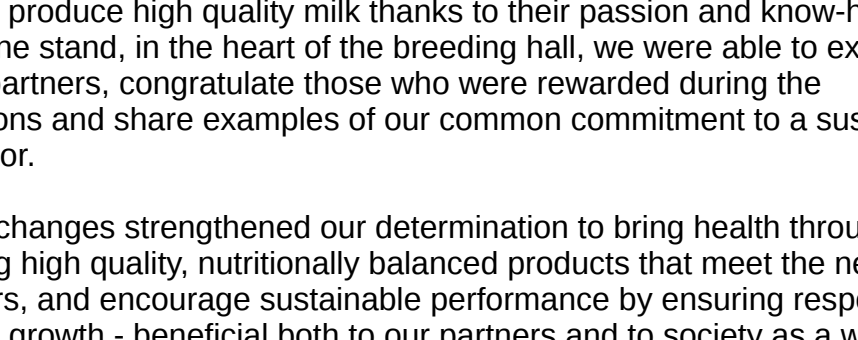 produce high quality milk thanks to their passion and know-h
ne stand, in the heart of the breeding hall, we were able to ex
artners, congratulate those who were rewarded during the
ons and share examples of our common commitment to a sus
or.
changes strengthened our determination to bring health throu
g high quality, nutritionally balanced products that meet the ne
rs, and encourage sustainable performance by ensuring respo
growth - beneficial both to our partners and to society as a w